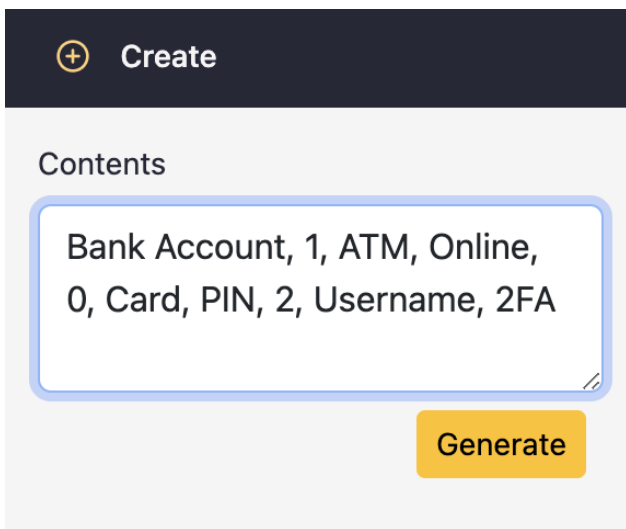 Create
Contents
Bank Account, 1, ATM, Online,
0, Card, PIN, 2, Username, 2FA
Generate